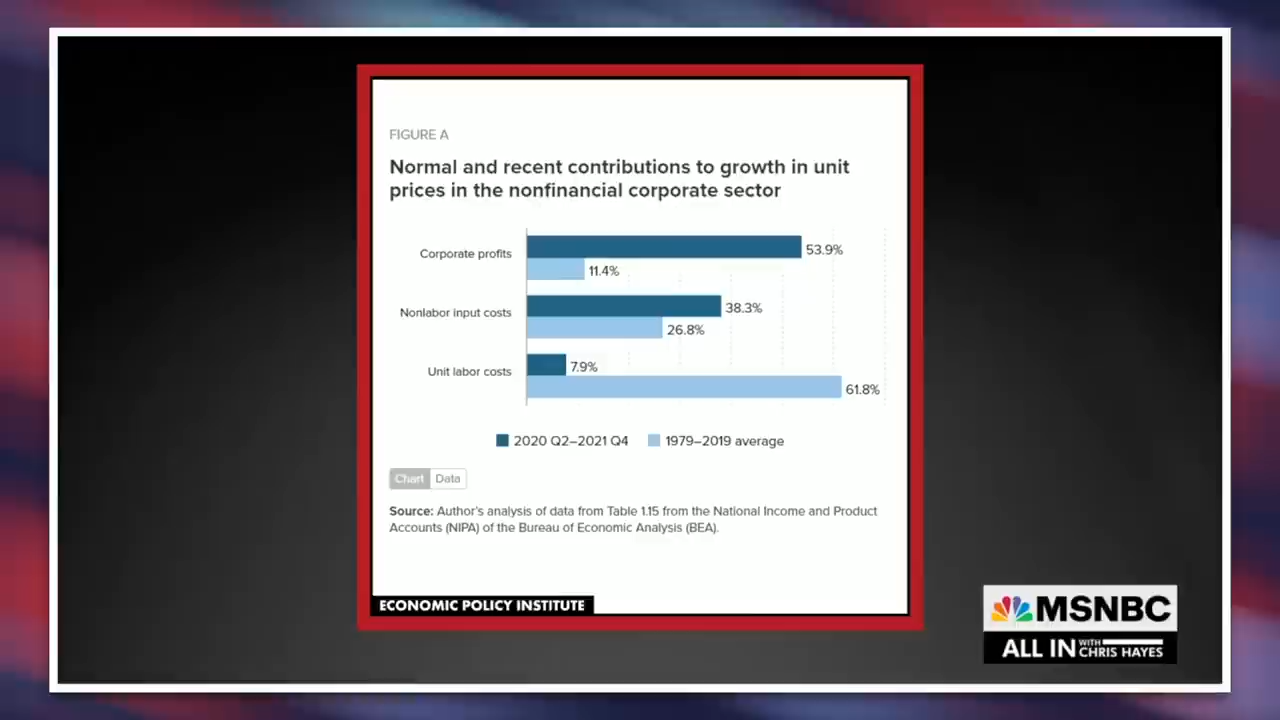 FIGURE A
Normal and recent contributions to growth in unit
prices in the nonfinancial corporate sector
Corporate profits
53.9%
11.4%
Nonlabor input costs
38.3%
26.8%
Unit labor costs
7.9%
61.8%
2020 Q2–2021 Q4
1979–2019 average
Chart
Data
Source: Author's analysis of data from Table 1.15 from the National Income and Product
Accounts (NIPA) of the Bureau of Economic Analysis (BEA).
ECONOMIC POLICY INSTITUTE
MSNBC
ALL IN WITH CHRIS HAYES